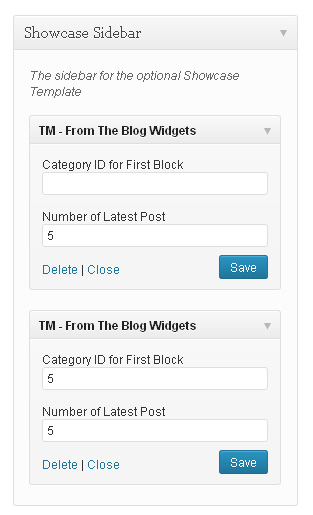 Showcase Sidebar
The sidebar for the optional Showcase
Template
TM - From The Blog Widgets
Category ID for First Block
Number of Latest Post
5
Delete | Close
Save
TM - From The Blog Widgets
Category ID for First Block
5
Number of Latest Post
5
Delete | Close
Save